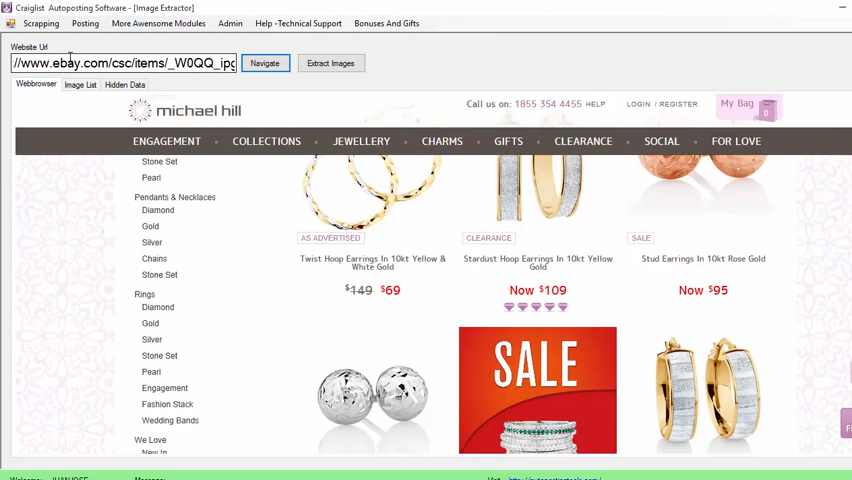 Craiglist Autoposting Software - [Image Extractor]
Scrapping Posting More Awensome Modules Admin Help -Technical Support Bonuses And Gifts
Website Url
//www.ebay.com/csc/items/_W0QQ_ipg
Navigate Extract Images
Webbrowser Image List Hidden Data
michael hill
Call us on: 1855 354 4455 HELP LOGIN / REGISTER My Bag 0
ENGAGEMENT • COLLECTIONS • JEWELLERY • CHARMS • GIFTS • CLEARANCE • SOCIAL • FOR LOVE
Stone Set
Pearl
Pendants & Necklaces
Diamond
Gold
Silver
Chains
Stone Set
Rings
Diamond
Gold
Silver
Stone Set
Pearl
Engagement
Fashion Stack
Wedding Bands
We Love
New In
AS ADVERTISED
Twist Hoop Earrings In 10kt Yellow &
White Gold
$149 $69
CLEARANCE
Stardust Hoop Earrings In 10kt Yellow
Gold
Now $109
SALE
Stud Earrings In 10kt Rose Gold
Now $95
SALE